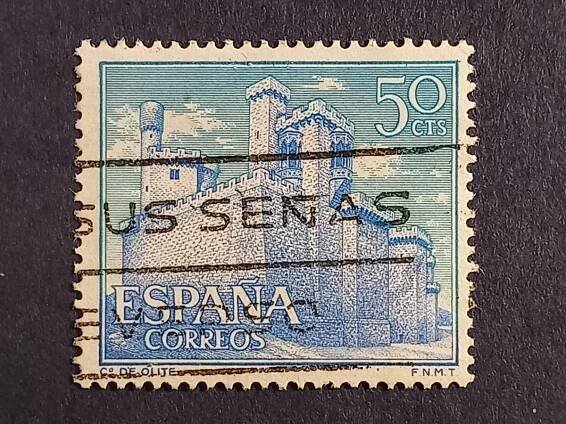 50
CTS
SUS SEÑAS
ESPAÑA
CORREOS
Cº DE OLITE
F.N.M.T